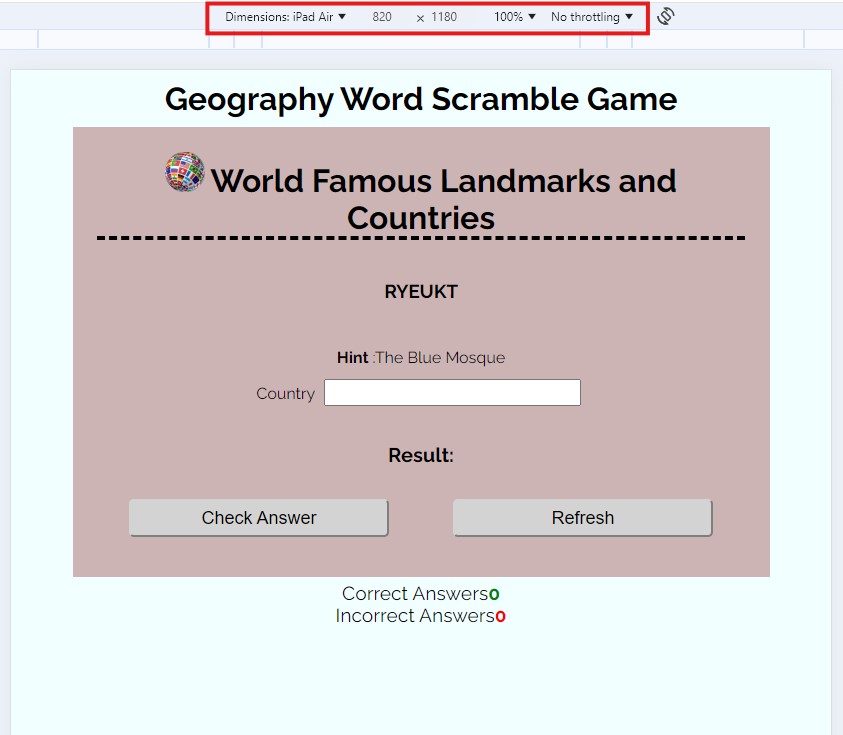 Dimensions: iPad Air ▼ 820 × 1180 100% ▼ No throttling ▼
Geography Word Scramble Game
World Famous Landmarks and
Countries
RYEUKT
Hint :The Blue Mosque
Country
Result:
Check Answer Refresh
Correct Answers0
Incorrect Answers0